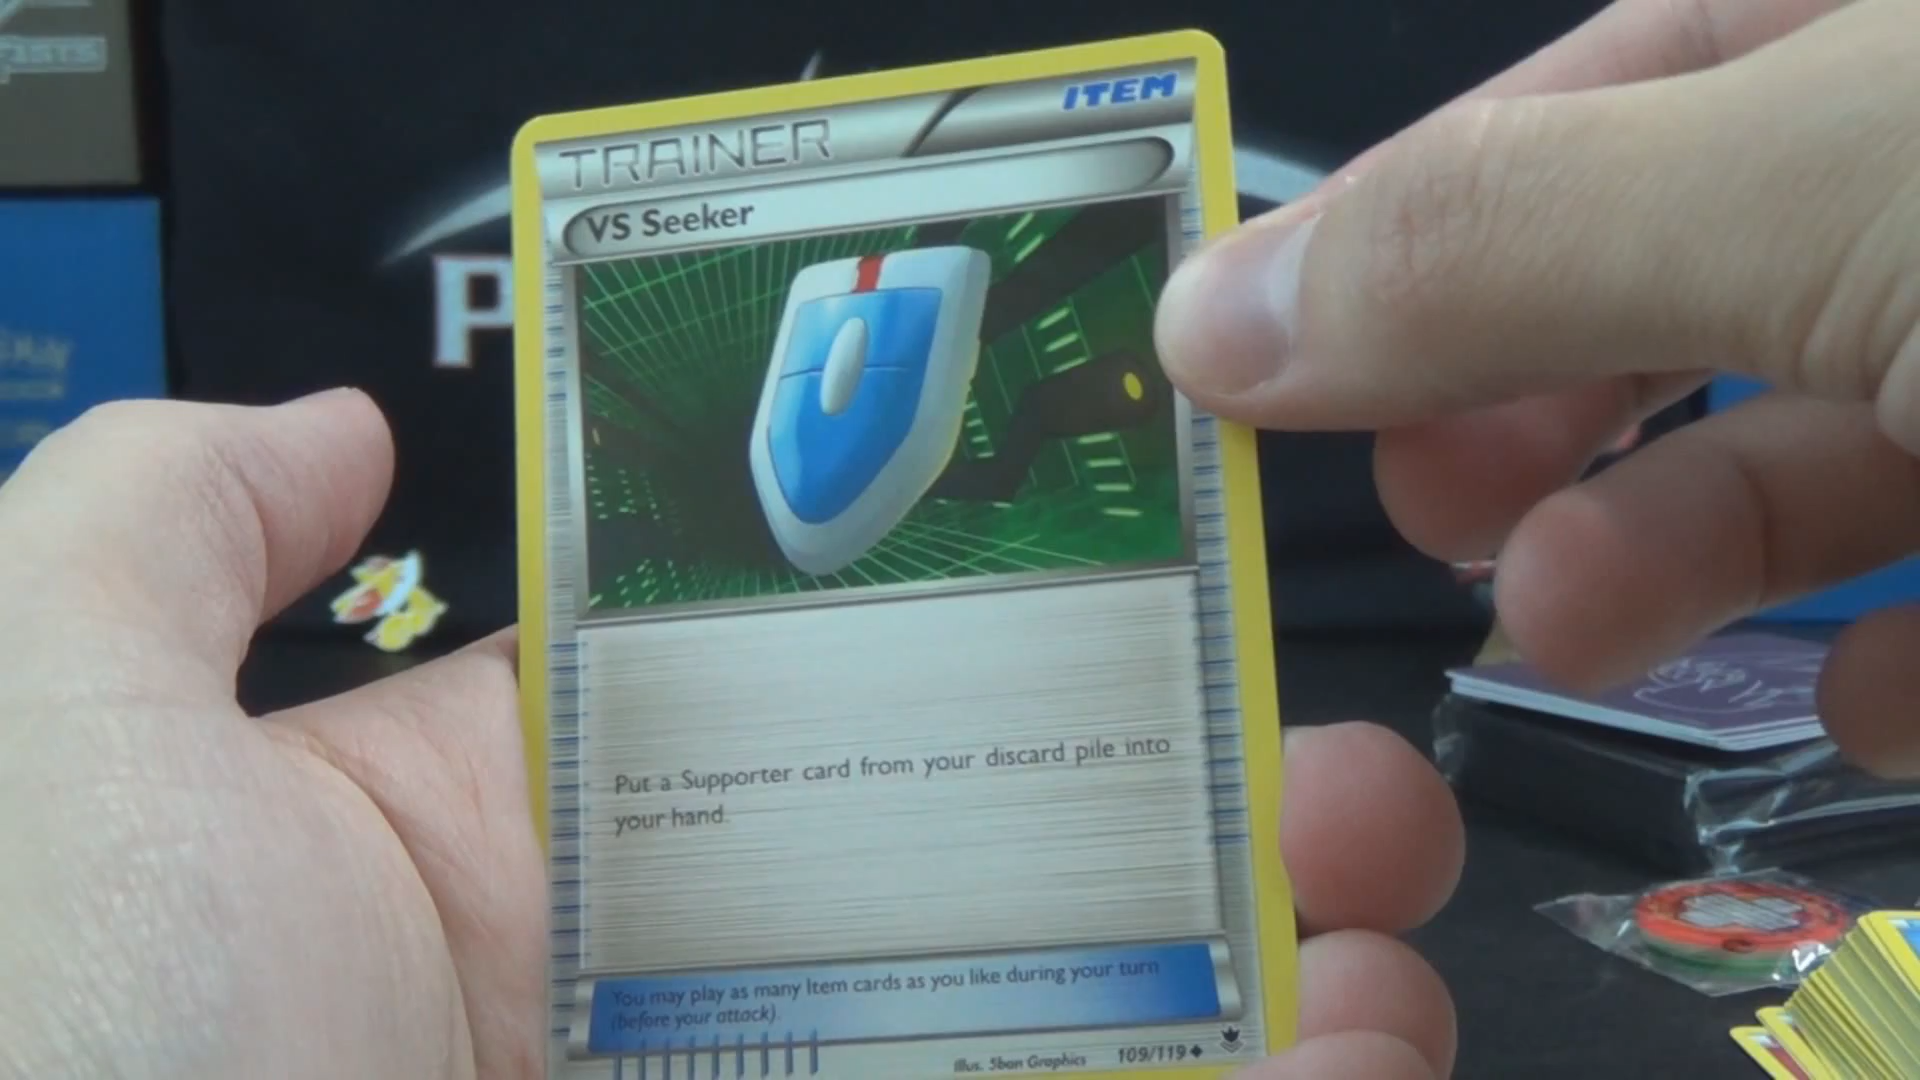 ITEM
TRAINER
VS Seeker
P
Put a Supporter card from your discard pile into
your hand.
You may play as many Item cards as you like during your turn
(before your attack).
Illus. 5ban Graphics 109/119